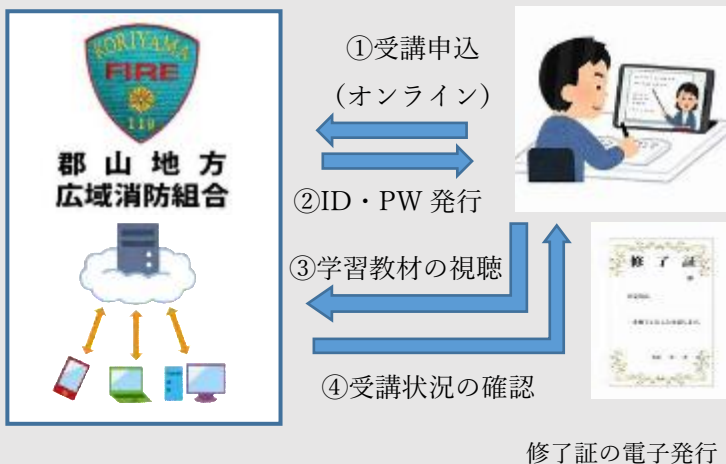 KORIYAMA
FIRE
119
郡山地方
広域消防組合
①受講申込
（オンライン）
②ID・PW 発行
③学習教材の視聴
④受講状況の確認
修了証
修了証の電子発行